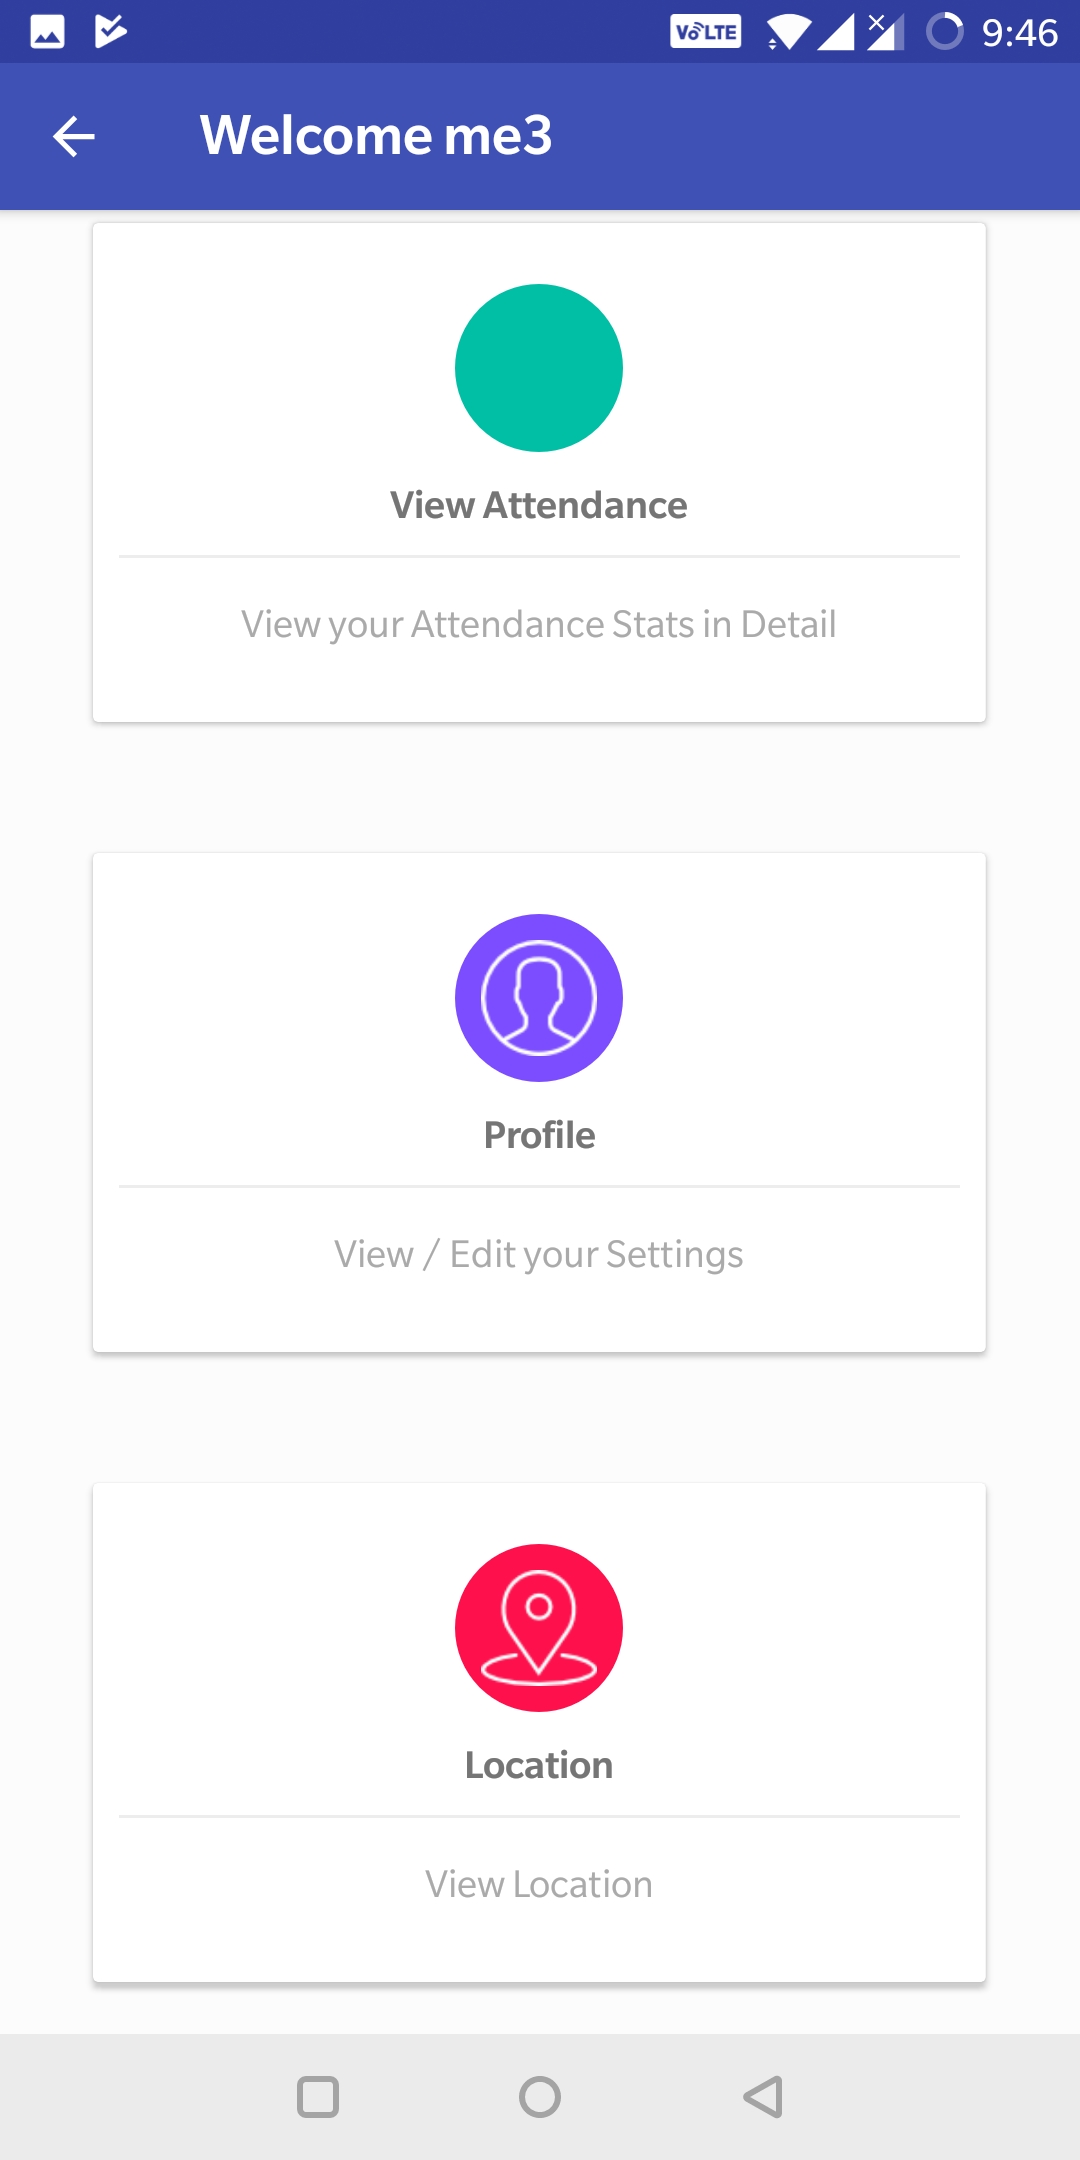 VoLTE 9:46
Welcome me3
View Attendance
View your Attendance Stats in Detail
Profile
View / Edit your Settings
Location
View Location